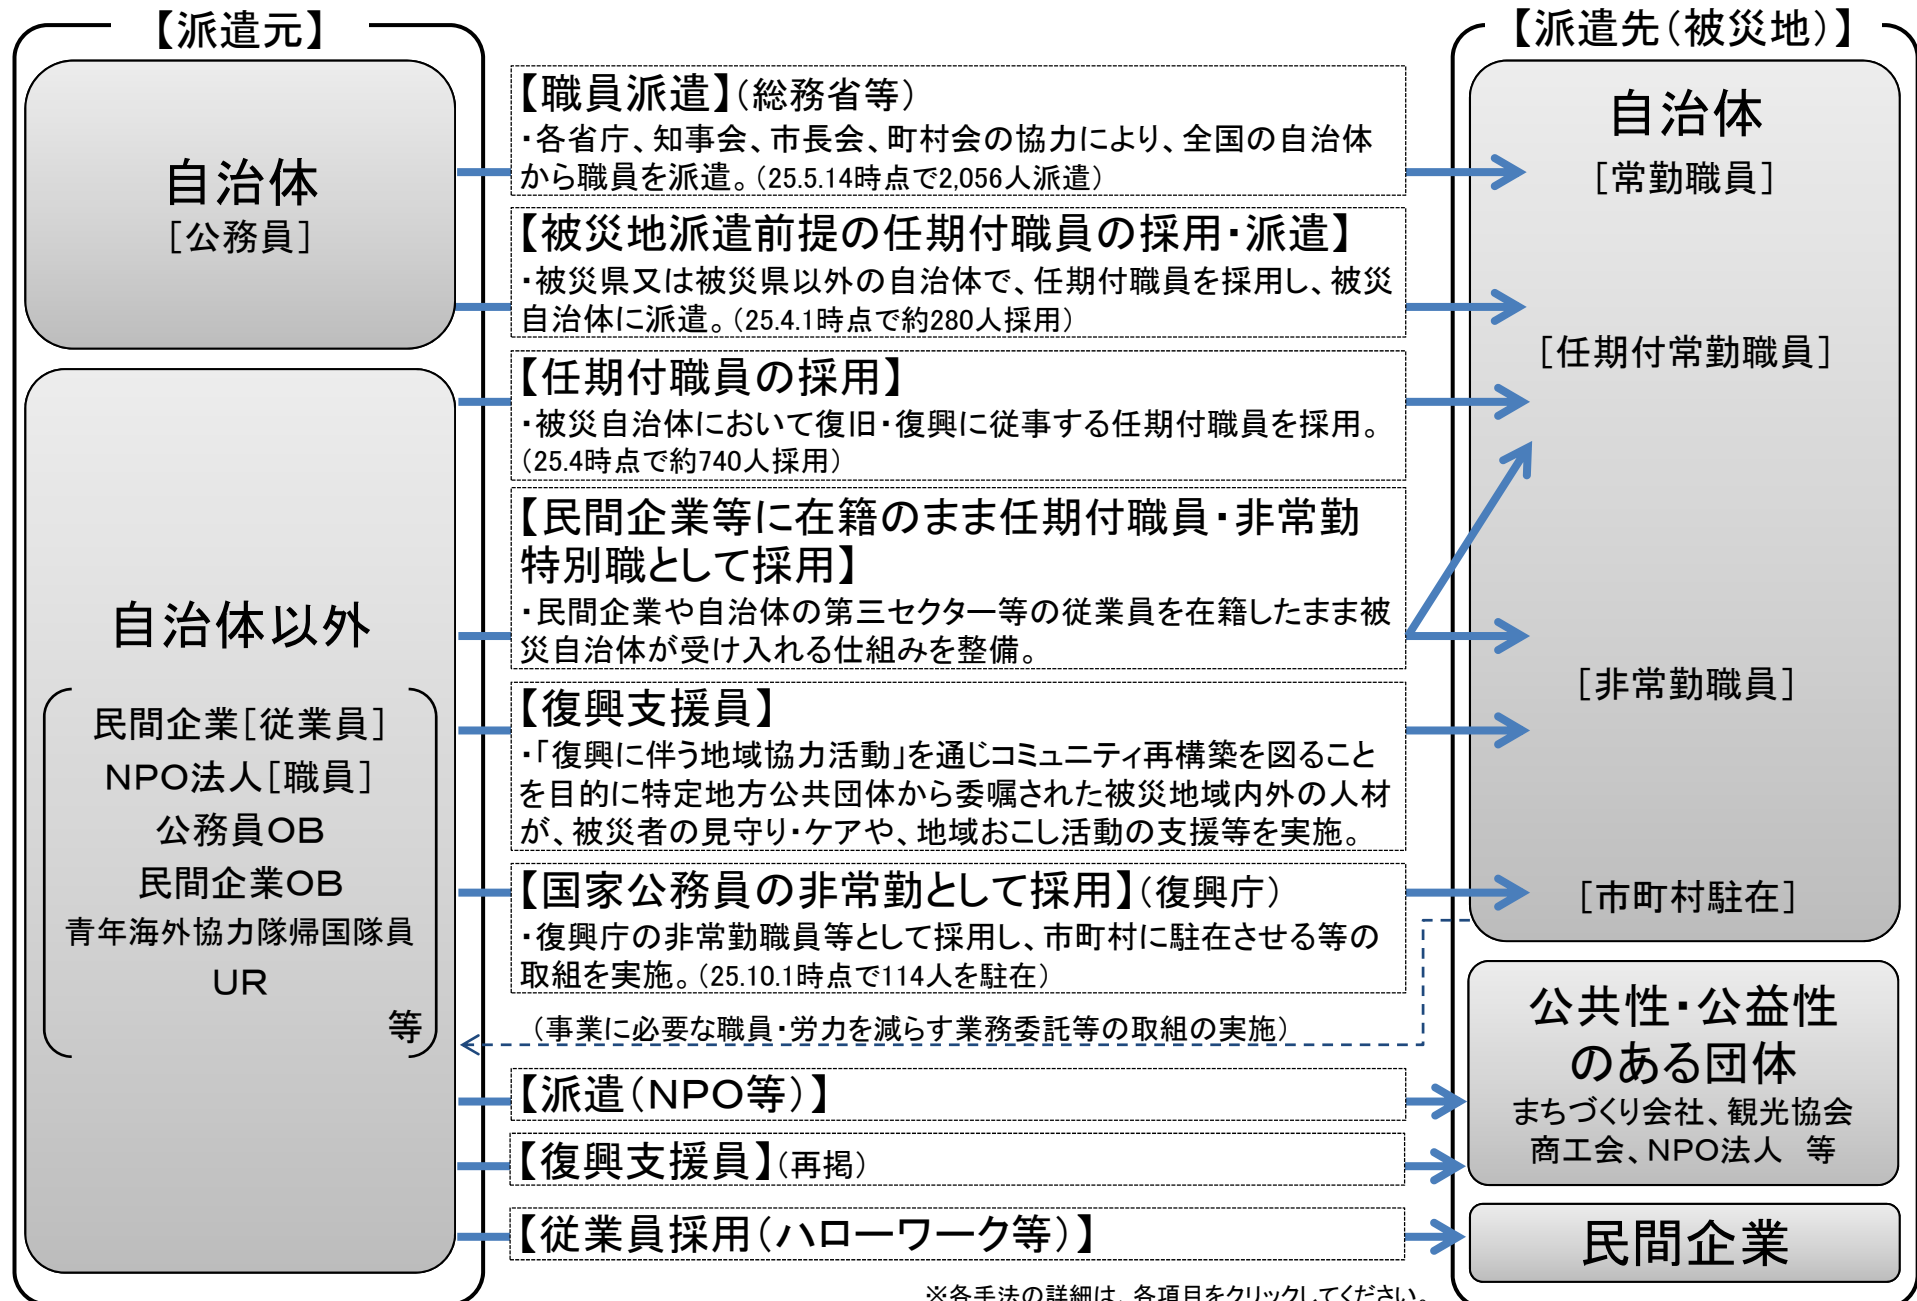 【派遣元】
自治体
[公務員]
自治体以外
民間企業[従業員]
NPO法人[職員]
公務員OB
民間企業OB
青年海外協力隊帰国隊員
UR
等
【職員派遣】(総務省等)
・各省庁、知事会、市長会、町村会の協力により、全国の自治体
から職員を派遣。(25.5.14時点で2,056人派遣)
【被災地派遣前提の任期付職員の採用・派遣】
・被災県又は被災県以外の自治体で、任期付職員を採用し、被災
自治体に派遣。(25.4.1時点で約280人採用)
【任期付職員の採用】
・被災自治体において復旧・復興に従事する任期付職員を採用。
(25.4時点で約740人採用)
【民間企業等に在籍のまま任期付職員・非常勤
特別職として採用】
・民間企業や自治体の第三セクター等の従業員を在籍したまま被
災自治体が受け入れる仕組みを整備。
【復興支援員】
・「復興に伴う地域協力活動」を通じコミュニティ再構築を図ること
を目的に特定地方公共団体から委嘱された被災地域内外の人材
が、被災者の見守り・ケアや、地域おこし活動の支援等を実施。
【国家公務員の非常勤として採用】(復興庁)
・復興庁の非常勤職員等として採用し、市町村に駐在させる等の
取組を実施。(25.10.1時点で114人を駐在)
(事業に必要な職員・労力を減らす業務委託等の取組の実施)
【派遣(NPO等)】
【復興支援員】(再掲)
【従業員採用(ハローワーク等)】
【派遣先(被災地)】
自治体
[常勤職員]
[任期付常勤職員]
[非常勤職員]
[市町村駐在]
公共性・公益性
のある団体
まちづくり会社、観光協会
商工会、NPO法人 等
民間企業
※各手法の詳細は、各項目をクリックしてください。